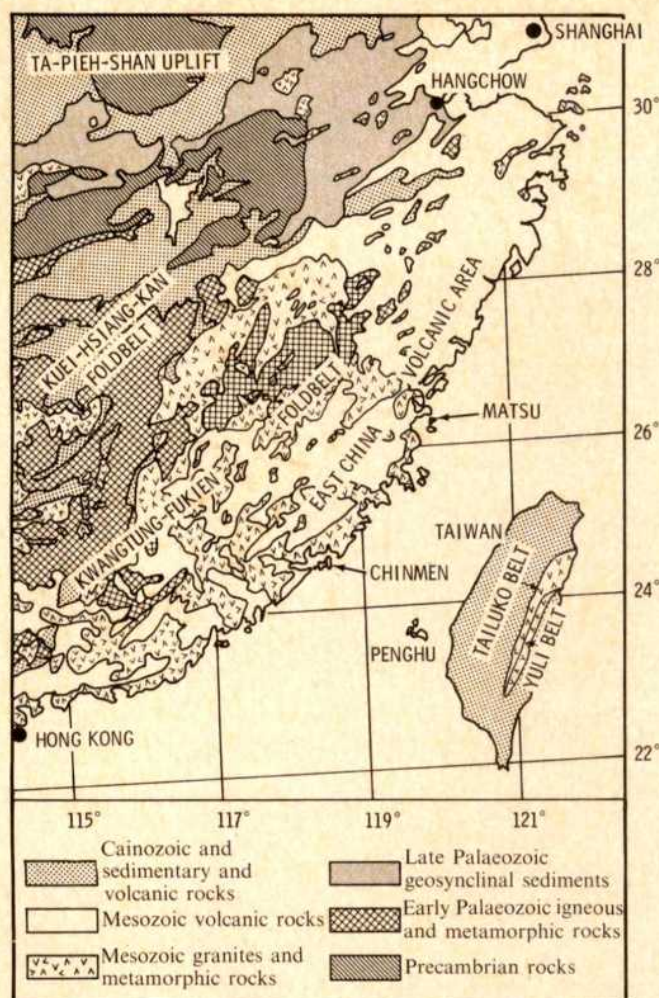 SHANGHAI
TA-PIEH-SHAN UPLIFT
HANGCHOW
30°
28°
KUEI-HSIANG-KAN
FOLDBELT
VOLCANIC AREA
FOLDBELT
MATSU
26°
EAST CHINA
KWANGTUNG-FUKIEN
TAIWAN
CHINMEN
TAILUKO BELT
24°
YULI BELT
PENGHU
HONG KONG
22°
115°
117°
119°
121°
Cainozoic and
sedimentary and
volcanic rocks
Mesozoic volcanic rocks
Mesozoic granites and
metamorphic rocks
Late Palaeozoic
geosynclinal sediments
Early Palaeozoic igneous
and metamorphic rocks
Precambrian rocks